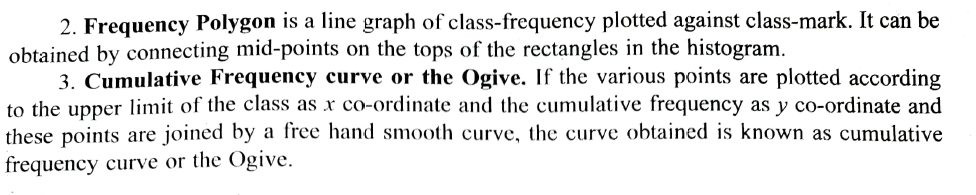 2. Frequency Polygon is a line graph of class-frequency plotted against class-mark. It can be
obtained by connecting mid-points on the tops of the rectangles in the histogram.
3. Cumulative Frequency curve or the Ogive. If the various points are plotted according
to the upper limit of the class as x co-ordinate and the cumulative frequency as y co-ordinate and
these points are joined by a free hand smooth curve, the curve obtained is known as cumulative
frequency curve or the Ogive.